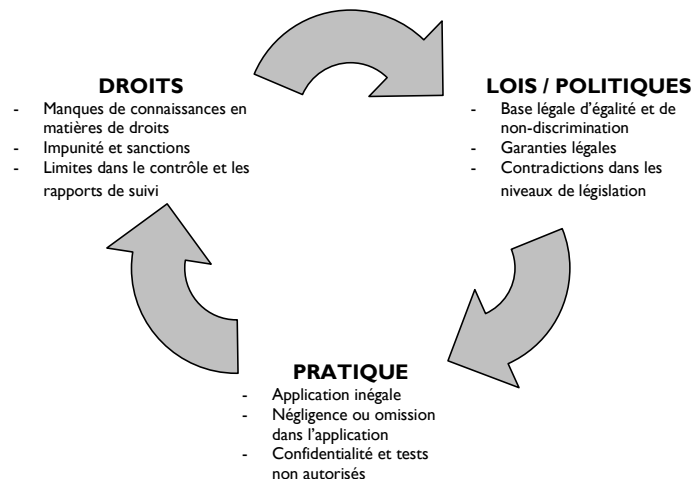 DROITS
- Manques de connaissances en
matières de droits
- Impunité et sanctions
- Limites dans le contrôle et les
rapports de suivi
LOIS / POLITIQUES
- Base légale d'égalité et de
non-discrimination
- Garanties légales
- Contradictions dans les
niveaux de législation
PRATIQUE
- Application inégale
- Négligence ou omission
dans l'application
- Confidentialité et tests
non autorisés